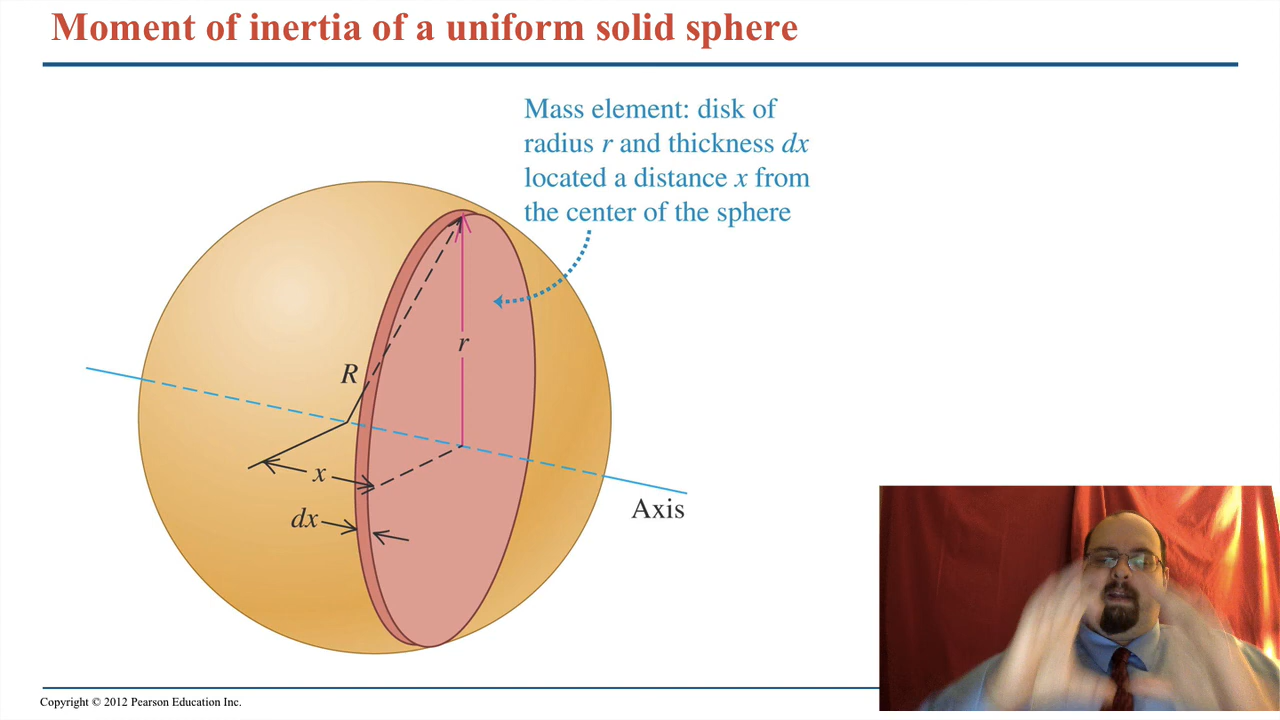 Moment of inertia of a uniform solid sphere
Mass element: disk of
radius r and thickness dx
located a distance x from
the center of the sphere
r
R
x
dx
Axis
Copyright © 2012 Pearson Education Inc.